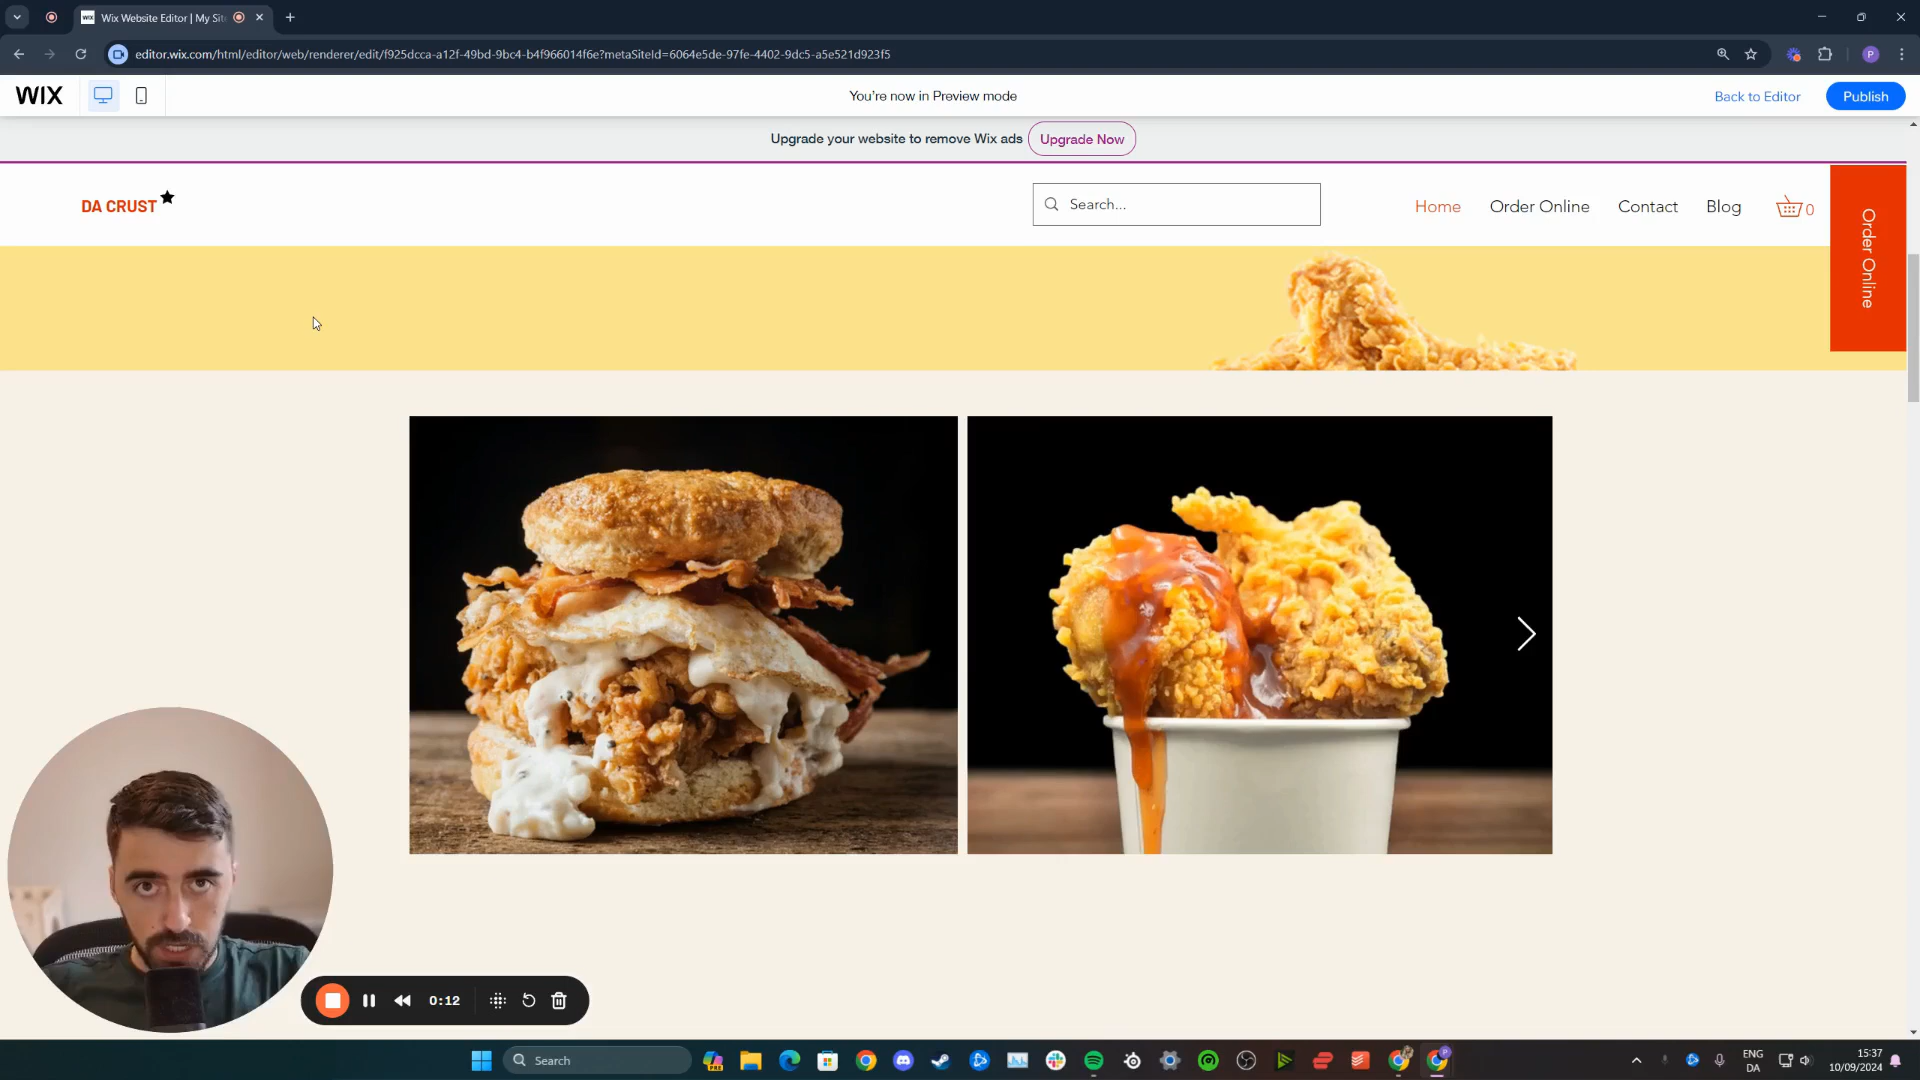 WIX
Wix Website Editor | My Sit
editor.wix.com/html/editor/web/renderer/edit/f925dcca-a12f-49bd-9bc4-b4f966014f6e?metaSiteId=6064e5de-97fe-4402-9dc5-a5e521d923f5
P
WIX
You're now in Preview mode
Back to Editor
Publish
Upgrade your website to remove Wix ads
Upgrade Now
DA CRUST
Search...
Home
Order Online
Contact
Blog
0
Order Online
0:12
Search
PRE
P
ENG
DA
15:37
10/09/2024